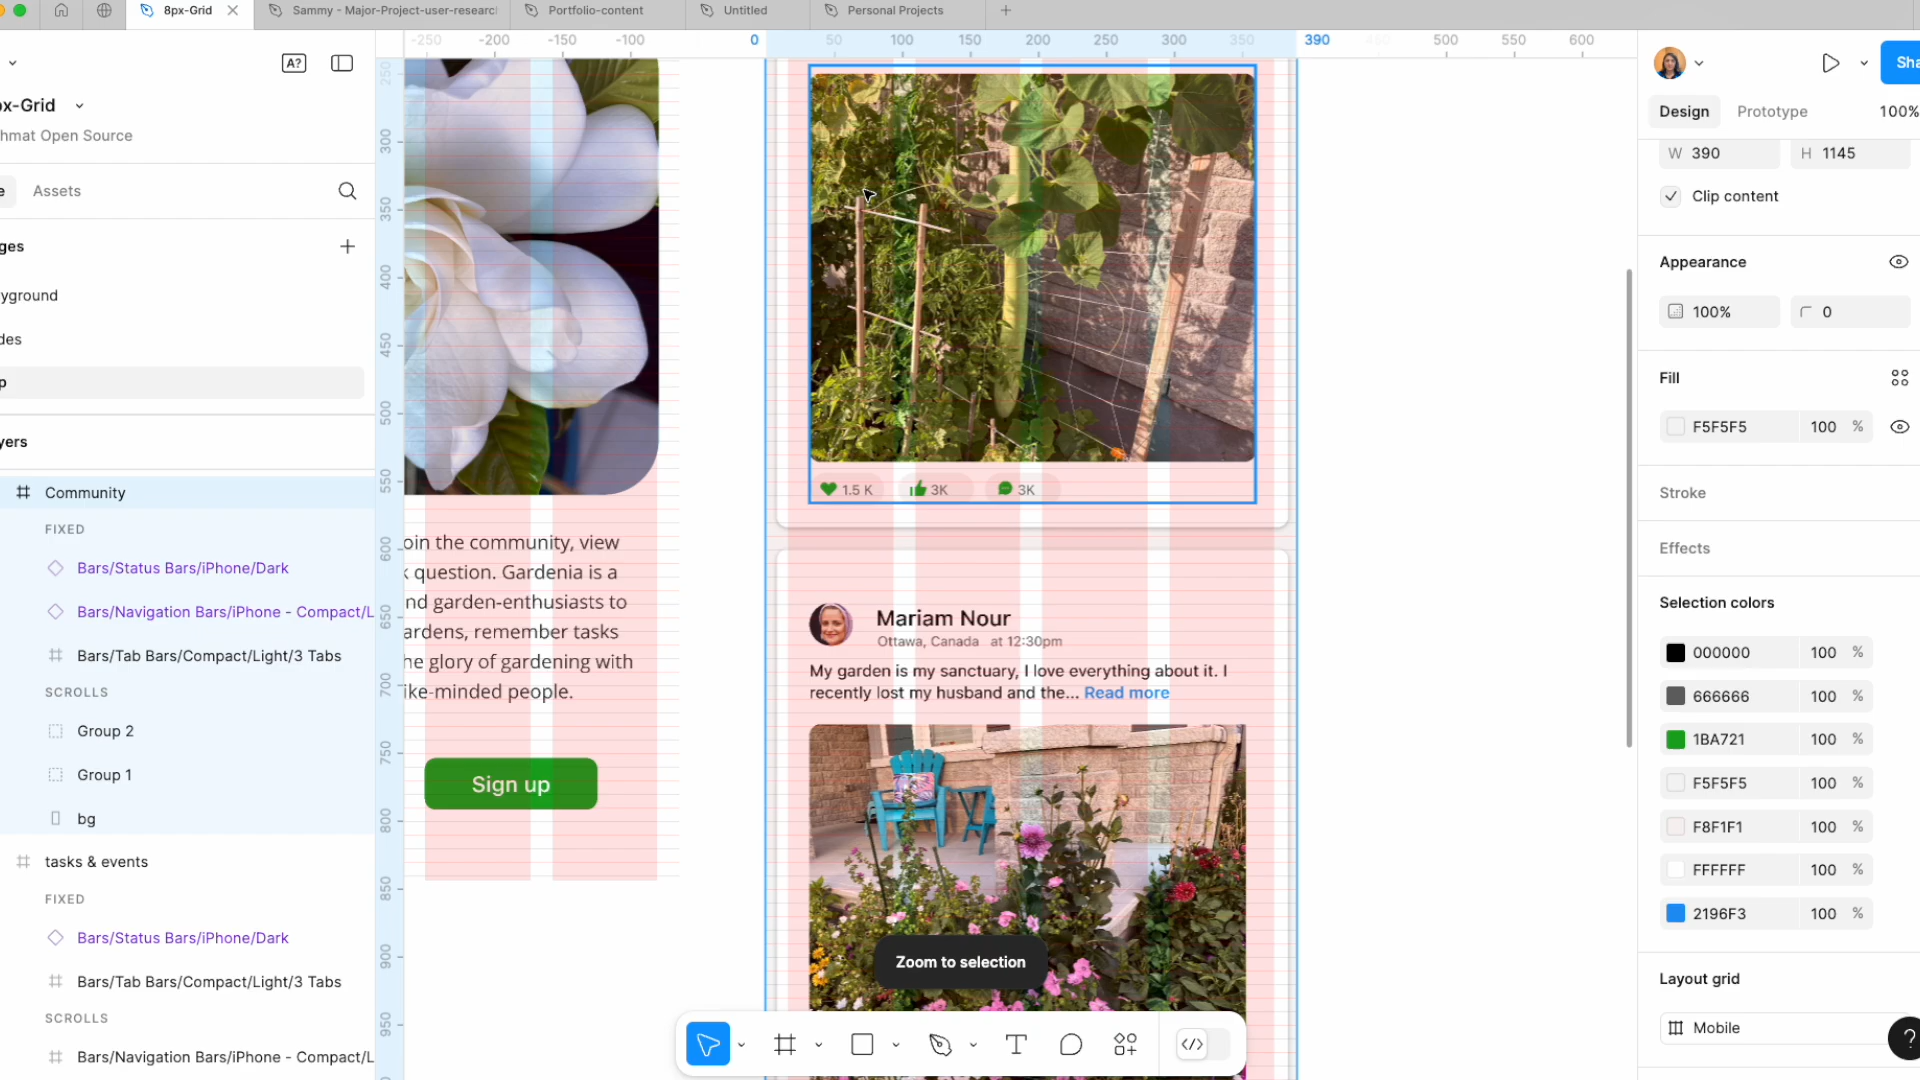 8px-Grid
Sammy - Major-Project-user-researc
Portfolio-content
Untitled
Personal Projects
-250
-200
-150
-100
0
50
100
150
200
250
300
350
390
450
500
550
600
A?
Sha
px-Grid
hmat Open Source
Design
Prototype
100%
W 390
H 1145
e
Assets
Clip content
ges
Appearance
yground
100%
0
des
Fill
p
F5F5F5 100 %
yers
Stroke
Community
FIXED
Effects
Bars/Status Bars/iPhone/Dark
Bars/Navigation Bars/iPhone - Compact/L
Selection colors
Bars/Tab Bars/Compact/Light/3 Tabs
000000 100 %
SCROLLS
666666 100 %
Group 2
1BA721 100 %
Group 1
F5F5F5 100 %
bg
F8F1F1 100 %
tasks & events
FFFFFF 100 %
FIXED
2196F3 100 %
Bars/Status Bars/iPhone/Dark
Bars/Tab Bars/Compact/Light/3 Tabs
Layout grid
SCROLLS
Mobile
?
Bars/Navigation Bars/iPhone - Compact/L
250
300
350
400
450
500
550
600
650
700
750
800
850
900
950
1.5 K
3K
3K
oin the community, view
k question. Gardenia is a
nd garden-enthusiasts to
ardens, remember tasks
he glory of gardening with
ike-minded people.
Sign up
Mariam Nour
Ottawa, Canada at 12:30pm
My garden is my sanctuary, I love everything about it. I
recently lost my husband and the... Read more
Zoom to selection